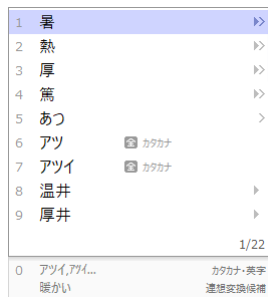 1 暑
2 熱
3 厚
4 篤
5 あつ
6 アツ 全 カタカナ
7 アツイ 全 カタカナ
8 温井
9 厚井
1/22
0 アツイ,アツイ... カタカナ・英字
暖かい 連想変換候補